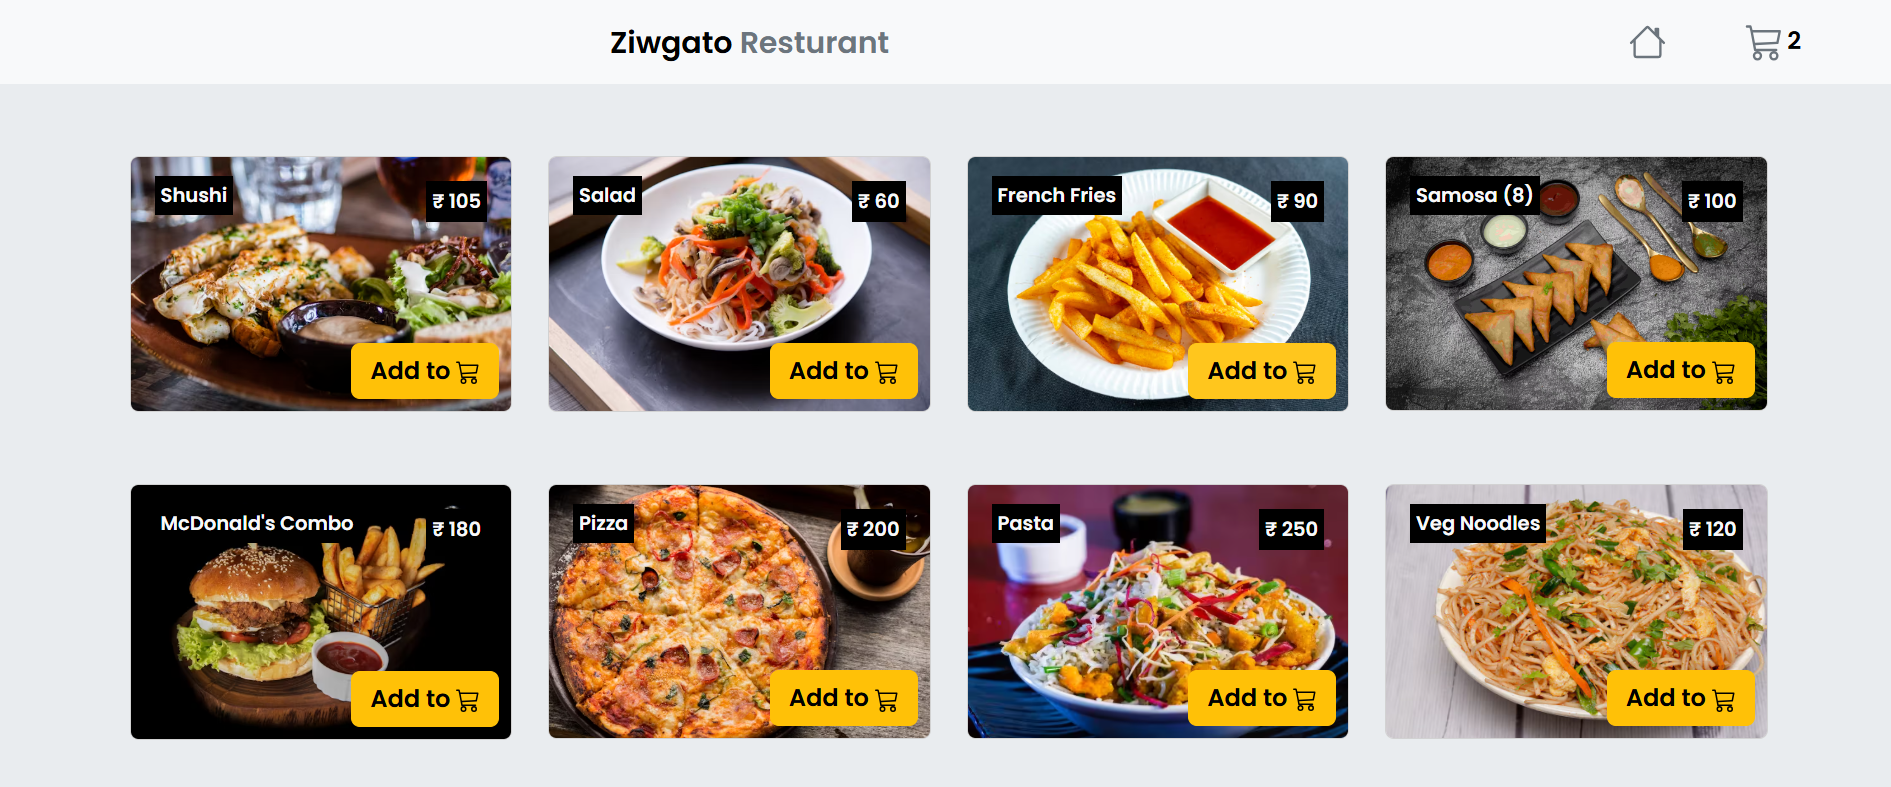 Ziwgato Resturant
2
Shushi
₹ 105
Add to
Salad
₹ 60
Add to
French Fries
₹ 90
Add to
Samosa (8)
₹ 100
Add to
McDonald's Combo
₹ 180
Add to
Pizza
₹ 200
Add to
Pasta
₹ 250
Add to
Veg Noodles
₹ 120
Add to